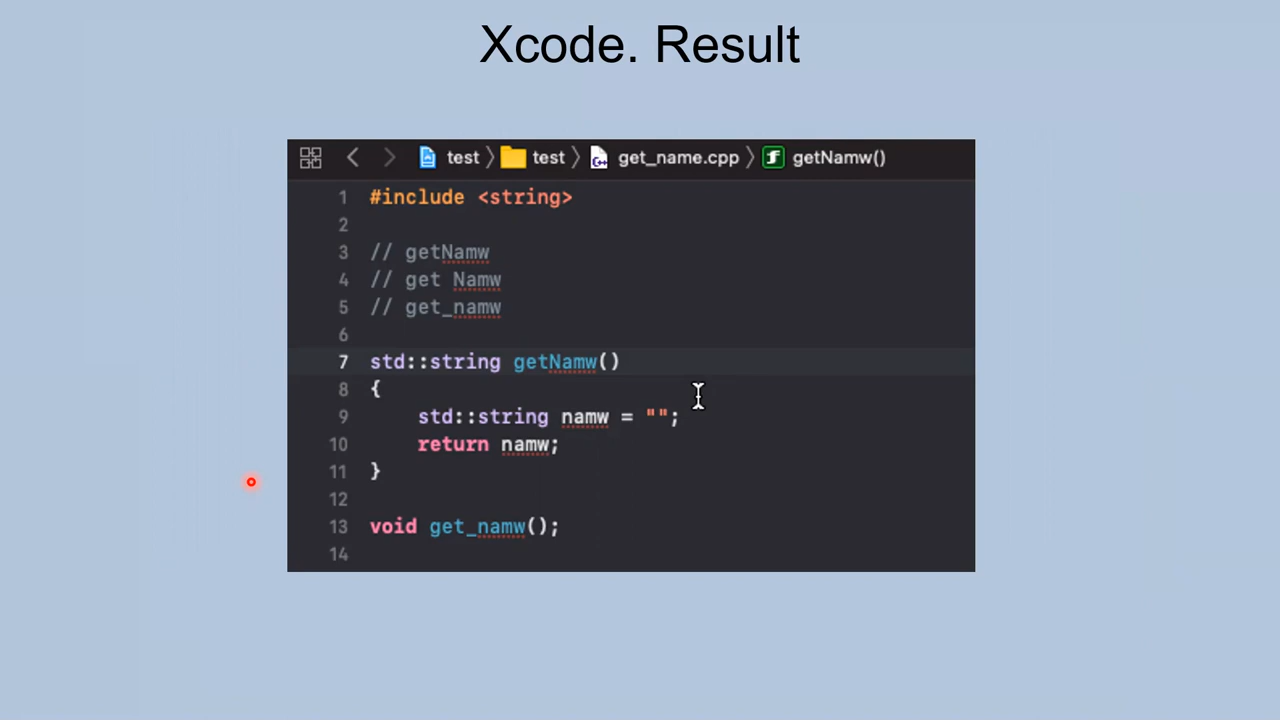 Xcode. Result
test test get_name.cpp getNamw()
1 #include <string>
2
3 // getNamw
4 // get Namw
5 // get_namw
6
7 std::string getNamw()
8 {
9 std::string namw = "";
10 return namw;
11 }
12
13 void get_namw();
14